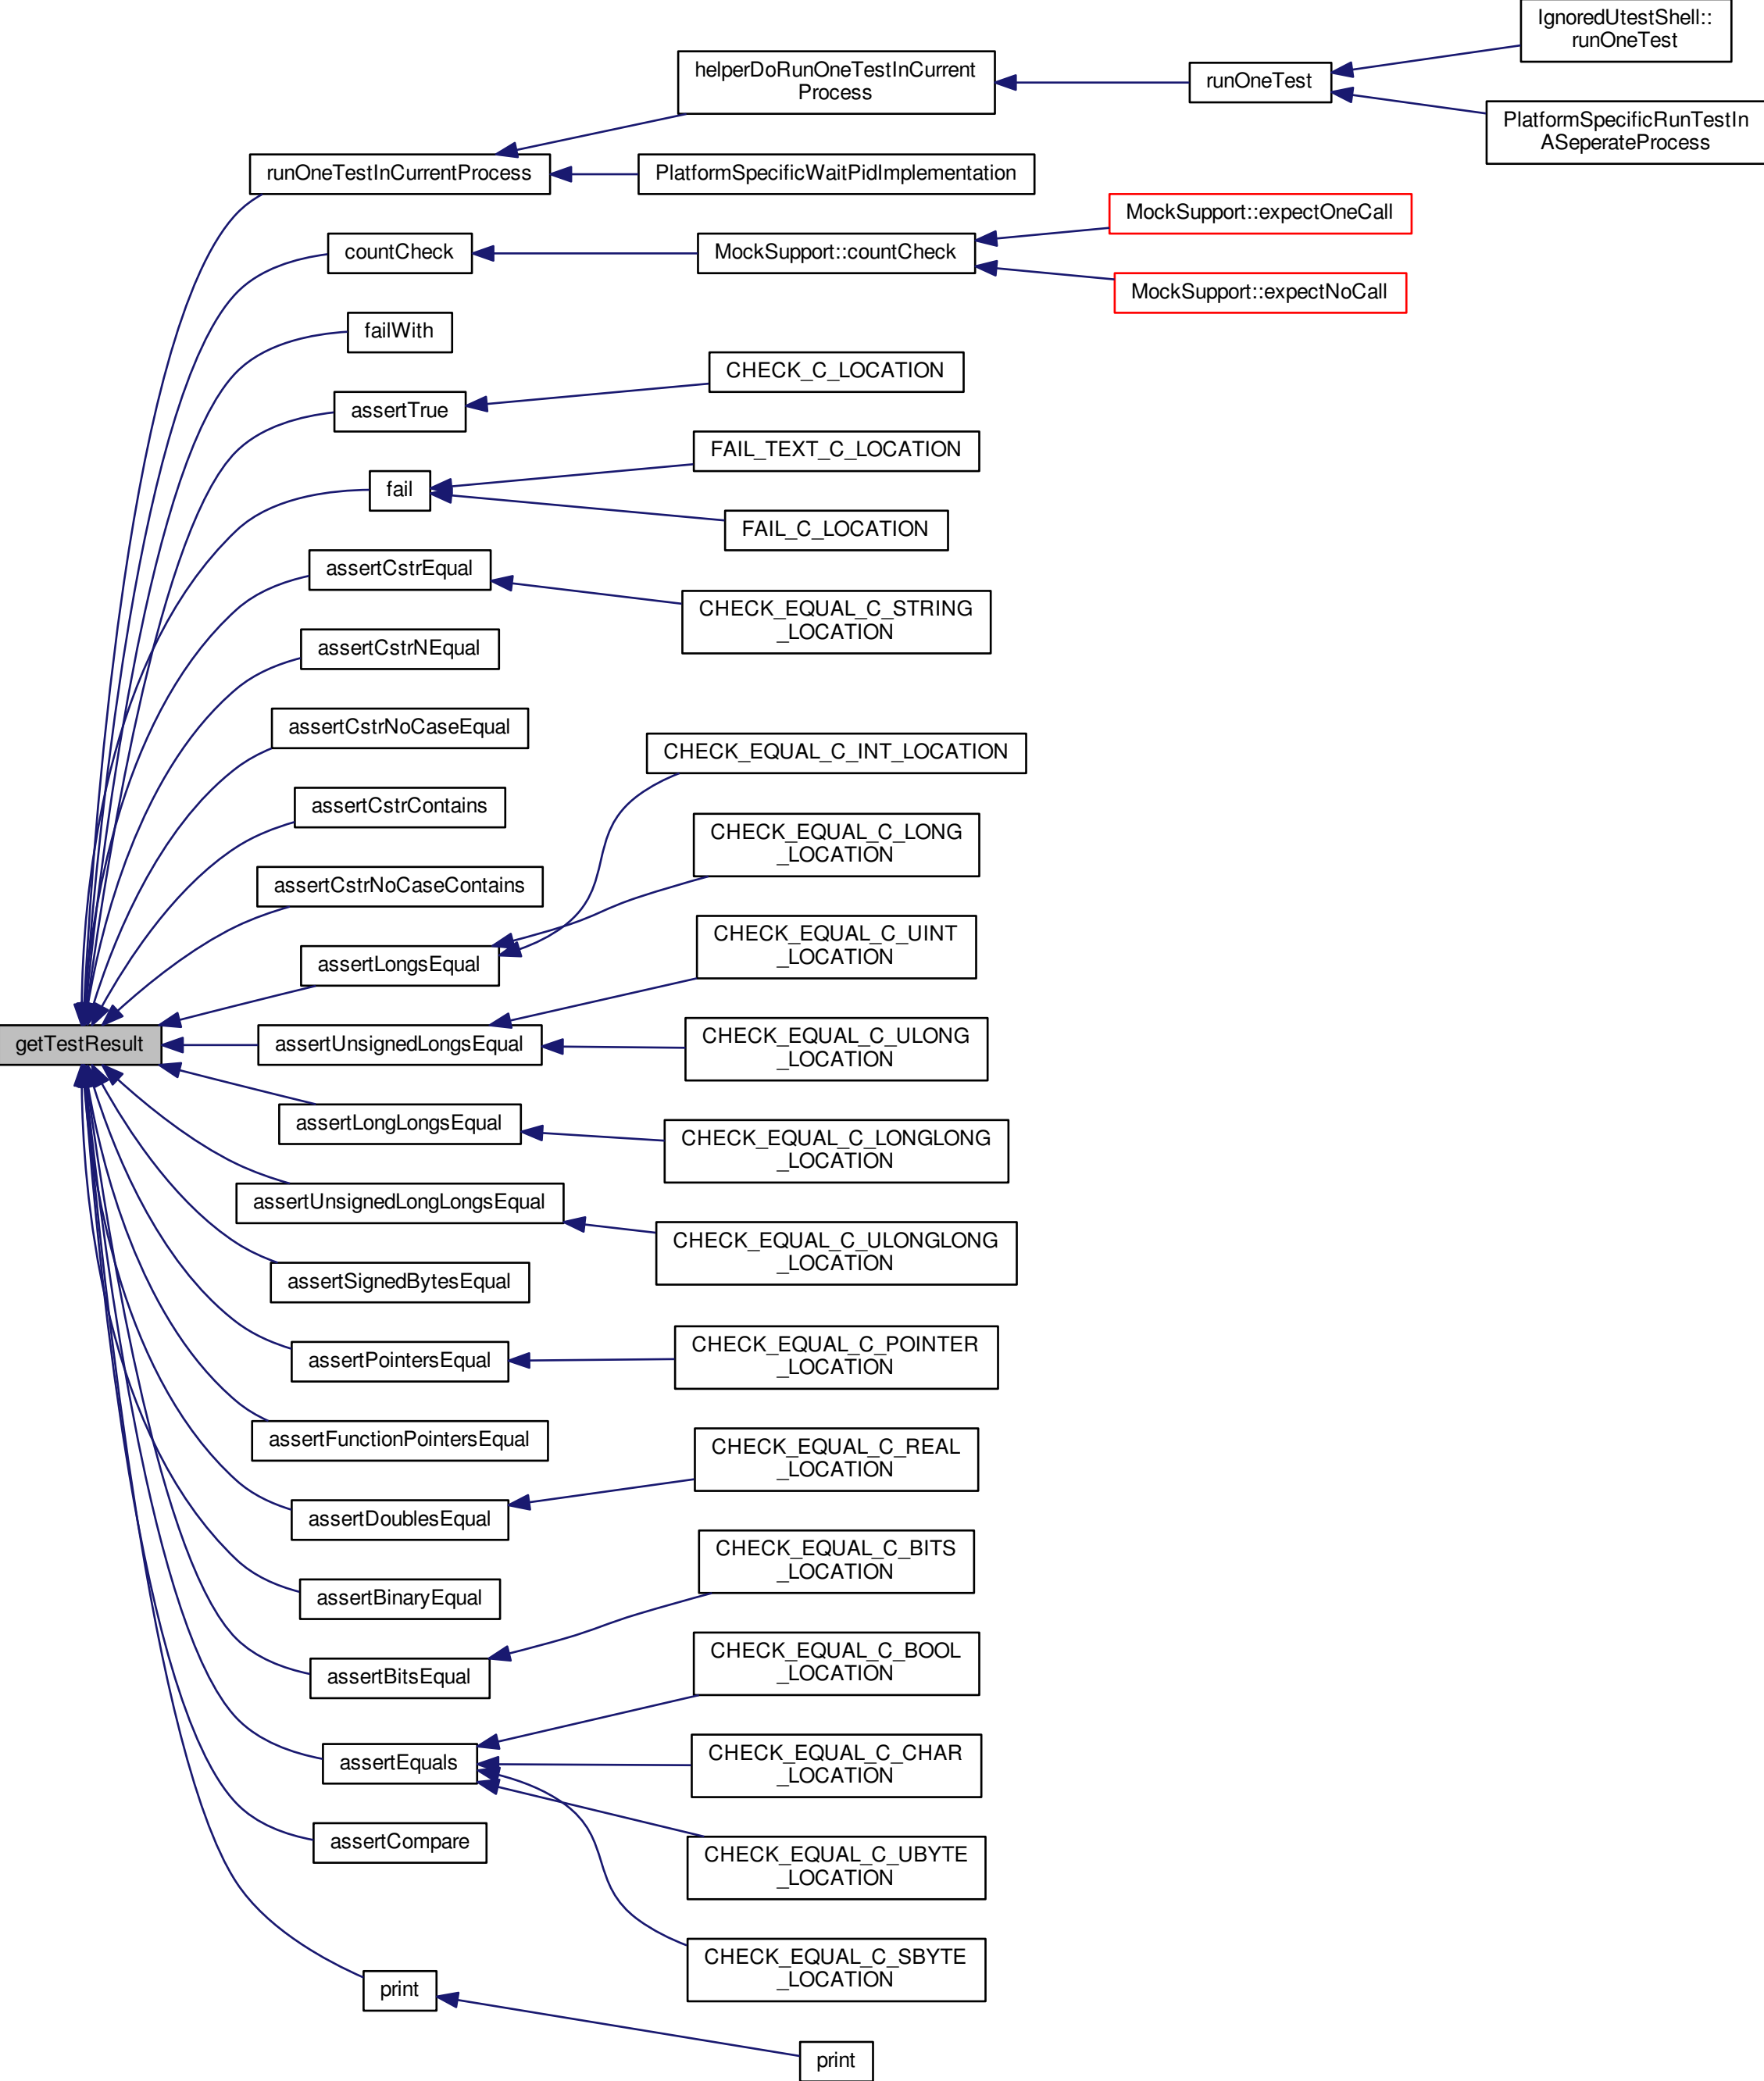 IgnoredUtestShell::
runOneTest
helperDoRunOneTestInCurrent
Process
runOneTest
PlatformSpecificRunTestIn
ASeperateProcess
runOneTestInCurrentProcess
PlatformSpecificWaitPidImplementation
MockSupport::expectOneCall
countCheck
MockSupport::countCheck
MockSupport::expectNoCall
failWith
assertTrue
CHECK_C_LOCATION
fail
FAIL_TEXT_C_LOCATION
FAIL_C_LOCATION
assertCstrEqual
CHECK_EQUAL_C_STRING
_LOCATION
assertCstrNEqual
assertCstrNoCaseEqual
CHECK_EQUAL_C_INT_LOCATION
assertCstrContains
CHECK_EQUAL_C_LONG
_LOCATION
assertCstrNoCaseContains
CHECK_EQUAL_C_UINT
_LOCATION
assertLongsEqual
getTestResult
assertUnsignedLongsEqual
CHECK_EQUAL_C_ULONG
_LOCATION
assertLongLongsEqual
CHECK_EQUAL_C_LONGLONG
_LOCATION
assertUnsignedLongLongsEqual
CHECK_EQUAL_C_ULONGLONG
_LOCATION
assertSignedBytesEqual
assertPointersEqual
CHECK_EQUAL_C_POINTER
_LOCATION
assertFunctionPointersEqual
CHECK_EQUAL_C_REAL
_LOCATION
assertDoublesEqual
CHECK_EQUAL_C_BITS
_LOCATION
assertBinaryEqual
assertBitsEqual
CHECK_EQUAL_C_BOOL
_LOCATION
assertEquals
CHECK_EQUAL_C_CHAR
_LOCATION
assertCompare
CHECK_EQUAL_C_UBYTE
_LOCATION
CHECK_EQUAL_C_SBYTE
_LOCATION
print
print